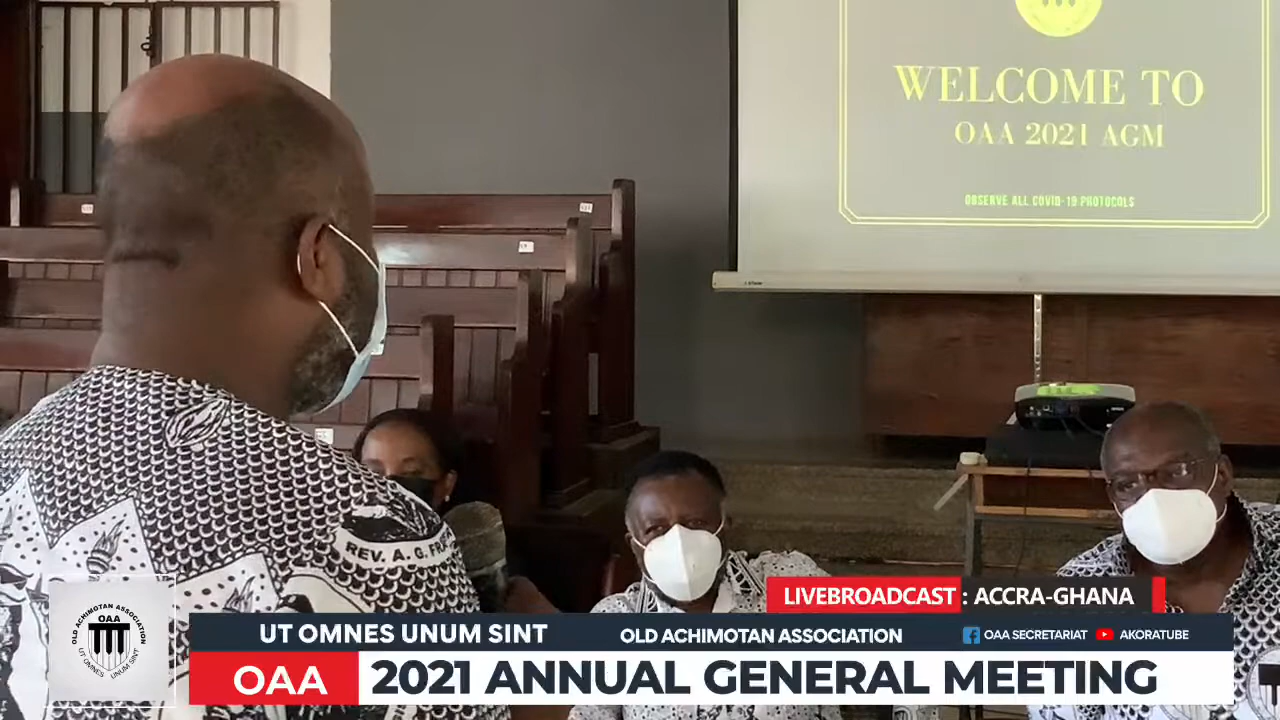 WELCOME TO
OAA 2021 AGM
OBSERVE ALL COVID-19 PROTOCOLS
REV. A. G. FRA
LIVEBROADCAST : ACCRA-GHANA
UT OMNES UNUM SINT
OLD ACHIMOTAN ASSOCIATION
OAA SECRETARIAT
AKORATUBE
OAA
2021 ANNUAL GENERAL MEETING
OLD ACHIMOTAN ASSOCIATION
OAA
UT OMNES UNUM SINT